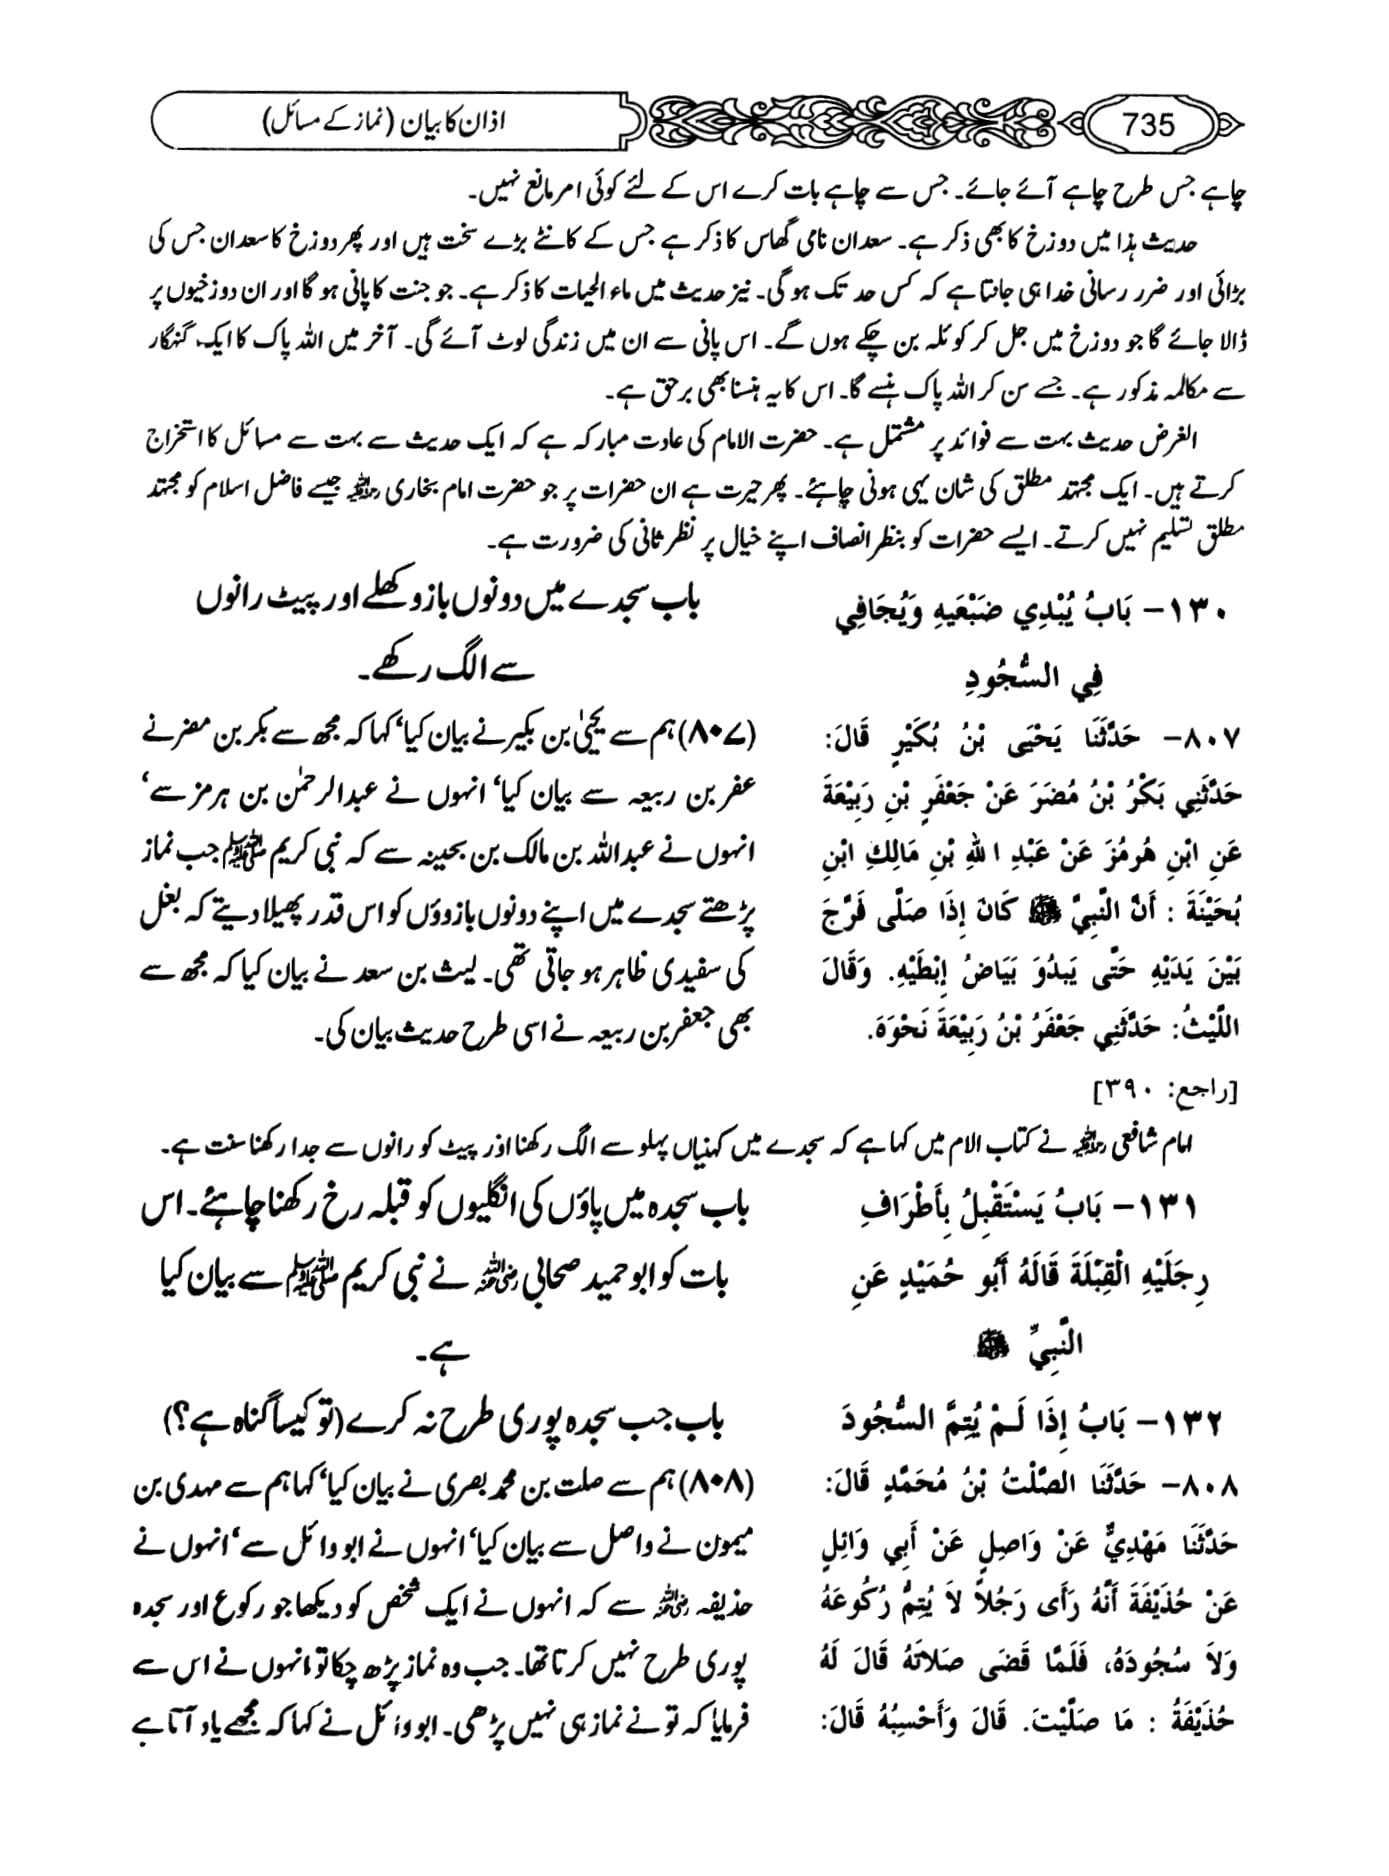 735
اذان کا بیان (نماز کے مسائل)
چاہے جس طرح چاہے آئے جائے۔ جس سے چاہے بات کرے اس کے لئے کوئی امر مانع نہیں۔
حدیث ہذا میں دوزخ کا بھی ذکر ہے۔ سعدان نامی گھاس کا ذکر ہے جس کے کانٹے بڑے سخت ہیں اور پھر دوزخ کا سعدان جس کی
بڑائی اور ضرر رسانی خدا ہی جانتا ہے کہ کس حد تک ہو گی۔ نیز حدیث میں ماء الحیات کا ذکر ہے۔ جو جنت کا پانی ہو گا اور ان دوزخیوں پر
ڈالا جائے گا جو دوزخ میں جل کر کوئلہ بن چکے ہوں گے۔ اس پانی سے ان میں زندگی لوٹ آئے گی۔ آخر میں اللہ پاک کا ایک گنہگار
سے مکالمہ مذکور ہے۔ جسے سن کر اللہ پاک ہنسے گا۔ اس کا یہ ہنسنا بھی برحق ہے۔
الغرض حدیث بہت سے فوائد پر مشتمل ہے۔ حضرت الامام کی عادت مبارکہ ہے کہ ایک حدیث سے بہت سے مسائل کا استخراج
کرتے ہیں۔ ایک مجتہد مطلق کی شان یہی ہونی چاہئے۔ پھر حیرت ہے ان حضرات پر جو حضرت امام بخاری رحمۃ اللہ علیہ جیسے فاضل اسلام کو مجتہد
مطلق تسلیم نہیں کرتے۔ ایسے حضرات کو بنظر انصاف اپنے خیال پر نظر ثانی کی ضرورت ہے۔
١٣٠- بَابُ يُبْدِي ضَبْعَيهِ وَيُجَافِي
فِي السُّجُودِ
باب سجدے میں دونوں بازو کھلے اور پیٹ رانوں
سے الگ رکھے۔
٨٠٧- حَدَّثَنَا يَحْيَى بْنُ بُكَيْرٍ قَالَ:
حَدَّثَنِي بَكْرُ بْنُ مُضَرَ عَنْ جَعْفَرِ بْنِ رَبِيْعَةَ
عَنِ ابْنِ هُرمُزَ عَنْ عَبْدِ اللهِ بْنِ مَالِكِ ابْنِ
بُحَيْنَةَ : أَنَّ النَّبِيَّ ﷺ كَانَ إِذَا صَلَّى فَرَّجَ
بَيْنَ يَدَيْهِ حَتَّى يَبدُوَ بَيَاضُ إِبْطَيْهِ. وَقَالَ
اللَّيْثُ: حَدَّثَنِي جَعْفَرُ بْنُ رَبِيْعَةَ نَحْوَهُ.
[راجع: ٣٩٠]
(۸۰۷) ہم سے یحییٰ بن بکیر نے بیان کیا‘ کہا کہ مجھ سے بکر بن مضر نے
عفر بن ربیعہ سے بیان کیا‘ انہوں نے عبدالرحمٰن بن ہرمز سے‘
انہوں نے عبداللہ بن مالک بن بحینہ سے کہ نبی کریم ﷺ جب نماز
پڑھتے سجدے میں اپنے دونوں بازوؤں کو اس قدر پھیلا دیتے کہ بغل
کی سفیدی ظاہر ہو جاتی تھی۔ لیث بن سعد نے بیان کیا کہ مجھ سے
بھی جعفر بن ربیعہ نے اسی طرح حدیث بیان کی۔
امام شافعی رحمۃ اللہ علیہ نے کتاب الام میں کہا ہے کہ سجدے میں کہنیاں پہلو سے الگ رکھنا اور پیٹ کو رانوں سے جدا رکھنا سنت ہے۔
١٣١- بَابُ يَسْتَقْبِلُ بِأَطْرَافِ
رِجَلَيْهِ الْقِبْلَةَ قَالَهُ أَبُو حُمَيْدٍ عَنِ
النَّبِيِّ ﷺ
باب سجدہ میں پاؤں کی انگلیوں کو قبلہ رخ رکھنا چاہئے۔ اس
بات کو ابو حمید صحابی رضی اللہ عنہ نے نبی کریم ﷺ سے بیان کیا
ہے۔
١٣٢- بَابُ إِذَا لَمْ يُتِمَّ السُّجُودَ
باب جب سجدہ پوری طرح نہ کرے (تو کیسا گناہ ہے؟)
٨٠٨- حَدَّثَنَا الصَّلْتُ بْنُ مُحَمَّدٍ قَالَ:
حَدَّثَنَا مَهْدِيٌّ عَنْ وَاصِلٍ عَنْ أَبِي وَائِلٍ
عَنْ حُذَيْفَةَ أَنَّهُ رَأَى رَجُلاً لاَ يُتِمُّ رُكُوعَهُ
وَلاَ سُجُودَهُ، فَلَمَّا قَضَى صَلاَتَهُ قَالَ لَهُ
حُذَيْفَةُ : مَا صَلَّيْتَ. قَالَ وَأَحْسِبُهُ قَالَ:
(۸۰۸) ہم سے صلت بن محمد بصری نے بیان کیا‘ کہا ہم سے مہدی بن
میمون نے واصل سے بیان کیا‘ انہوں نے ابو وائل سے‘ انہوں نے
حذیفہ رضی اللہ عنہ سے کہ انہوں نے ایک شخص کو دیکھا جو رکوع اور سجدہ
پوری طرح نہیں کرتا تھا۔ جب وہ نماز پڑھ چکا تو انہوں نے اس سے
فرمایا کہ تو نے نماز ہی نہیں پڑھی۔ ابو وائل نے کہا کہ مجھے یاد آتا ہے